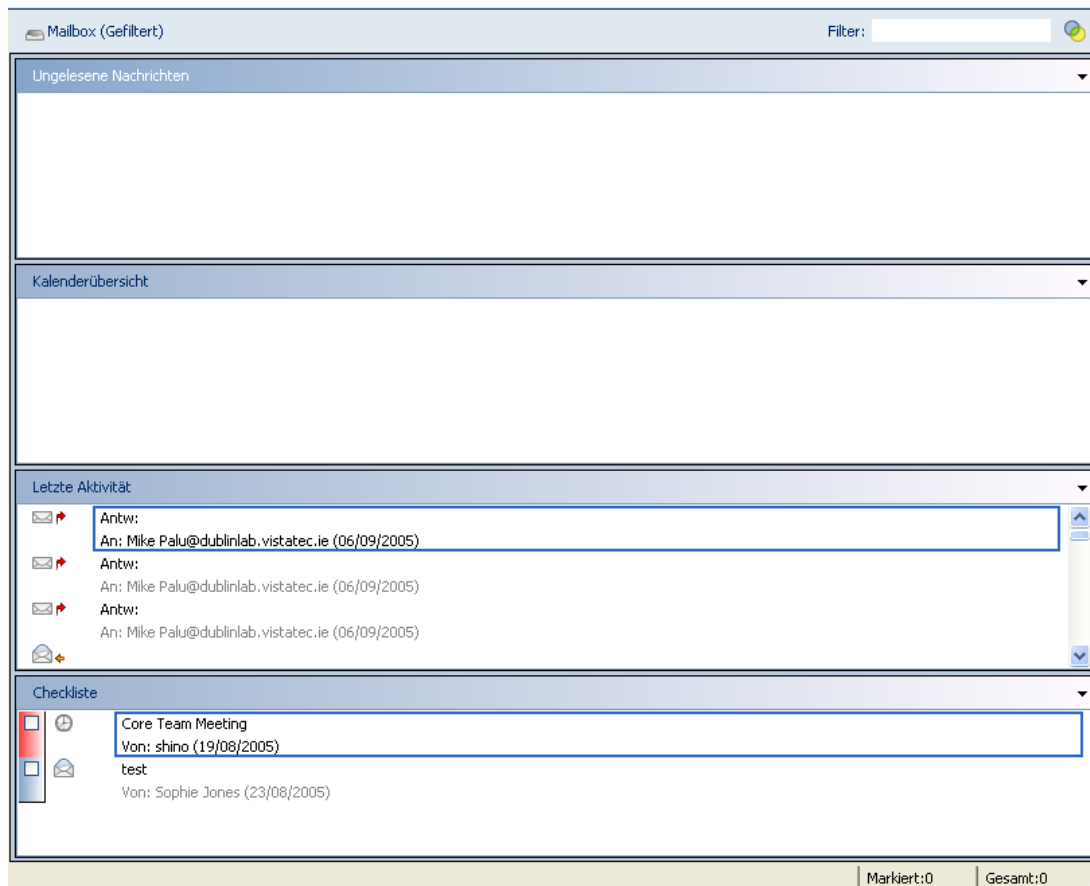 Mailbox (Gefiltert) Filter:
Ungelesene Nachrichten
Kalenderübersicht
Letzte Aktivität
Antw:
An: Mike Palu@dublinlab.vistatec.ie (06/09/2005)
Antw:
An: Mike Palu@dublinlab.vistatec.ie (06/09/2005)
Antw:
An: Mike Palu@dublinlab.vistatec.ie (06/09/2005)
Checkliste
Core Team Meeting
Von: shino (19/08/2005)
test
Von: Sophie Jones (23/08/2005)
Markiert:0 Gesamt:0